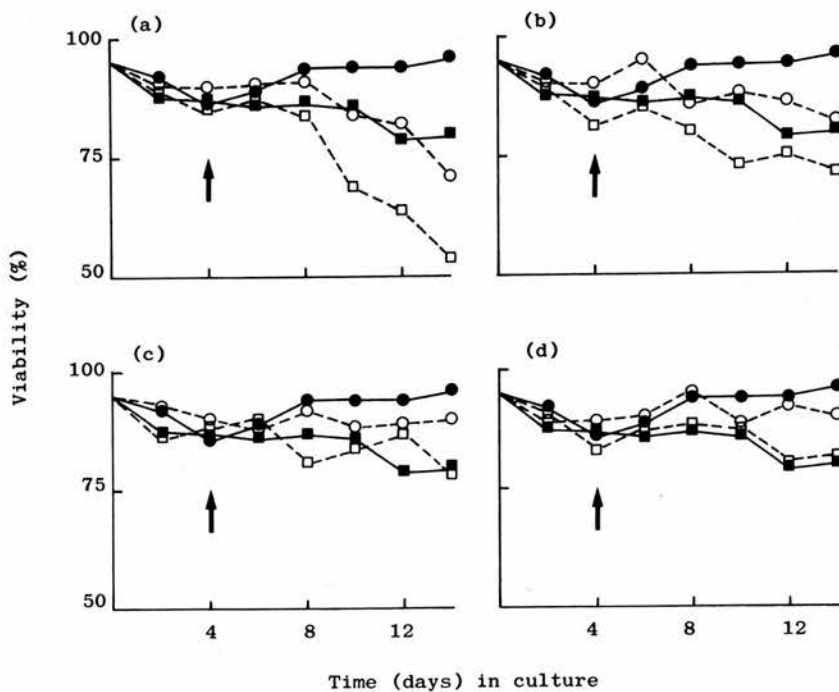 (a)
(b)
100
75
50
(c)
(d)
100
75
50
4 8 12
4 8 12
Viability (%)
Time (days) in culture